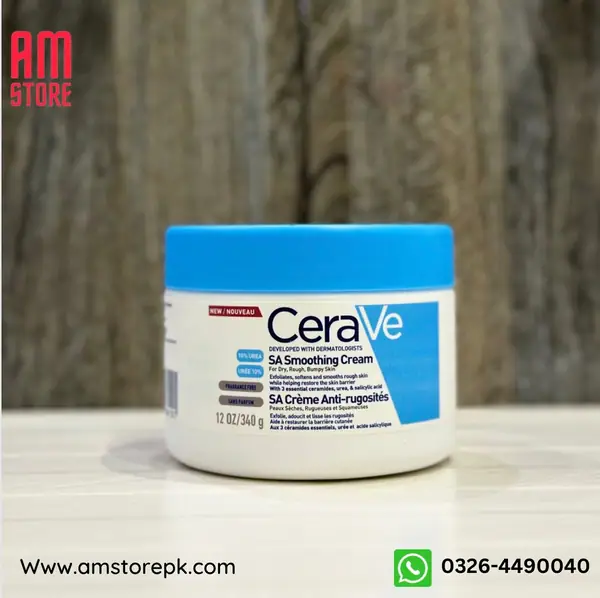 AM
STORE
NEW / NOUVEAU
CeraVe
DEVELOPED WITH DERMATOLOGISTS
SA Smoothing Cream
For Dry, Rough, Bumpy Skin
10% UREA
URÉE 10%
Exfoliates, softens and smooths rough skin
while helping restore the skin barrier
With 3 essential ceramides, urea, & salicylic acid
FRAGRANCE FREE
SANS PARFUM
SA Crème Anti-rugosités
Peaux Sèches, Rugueuses et Squameuses
12 OZ/340 g
Exfolie, adoucit et lisse les rugosités
Aide à restaurer la barrière cutanée
Aux 3 céramides essentiels, urée et acide salicylique
Www.amstorepk.com
0326-4490040